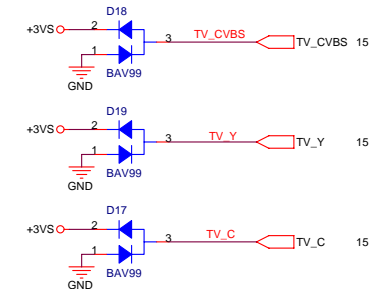 D18
+3VS 2
1 3 TV_CVBS TV_CVBS 15
GND BAV99
D19
+3VS 2
1 3 TV_Y TV_Y 15
GND BAV99
D17
+3VS 2
1 3 TV_C TV_C 15
GND BAV99